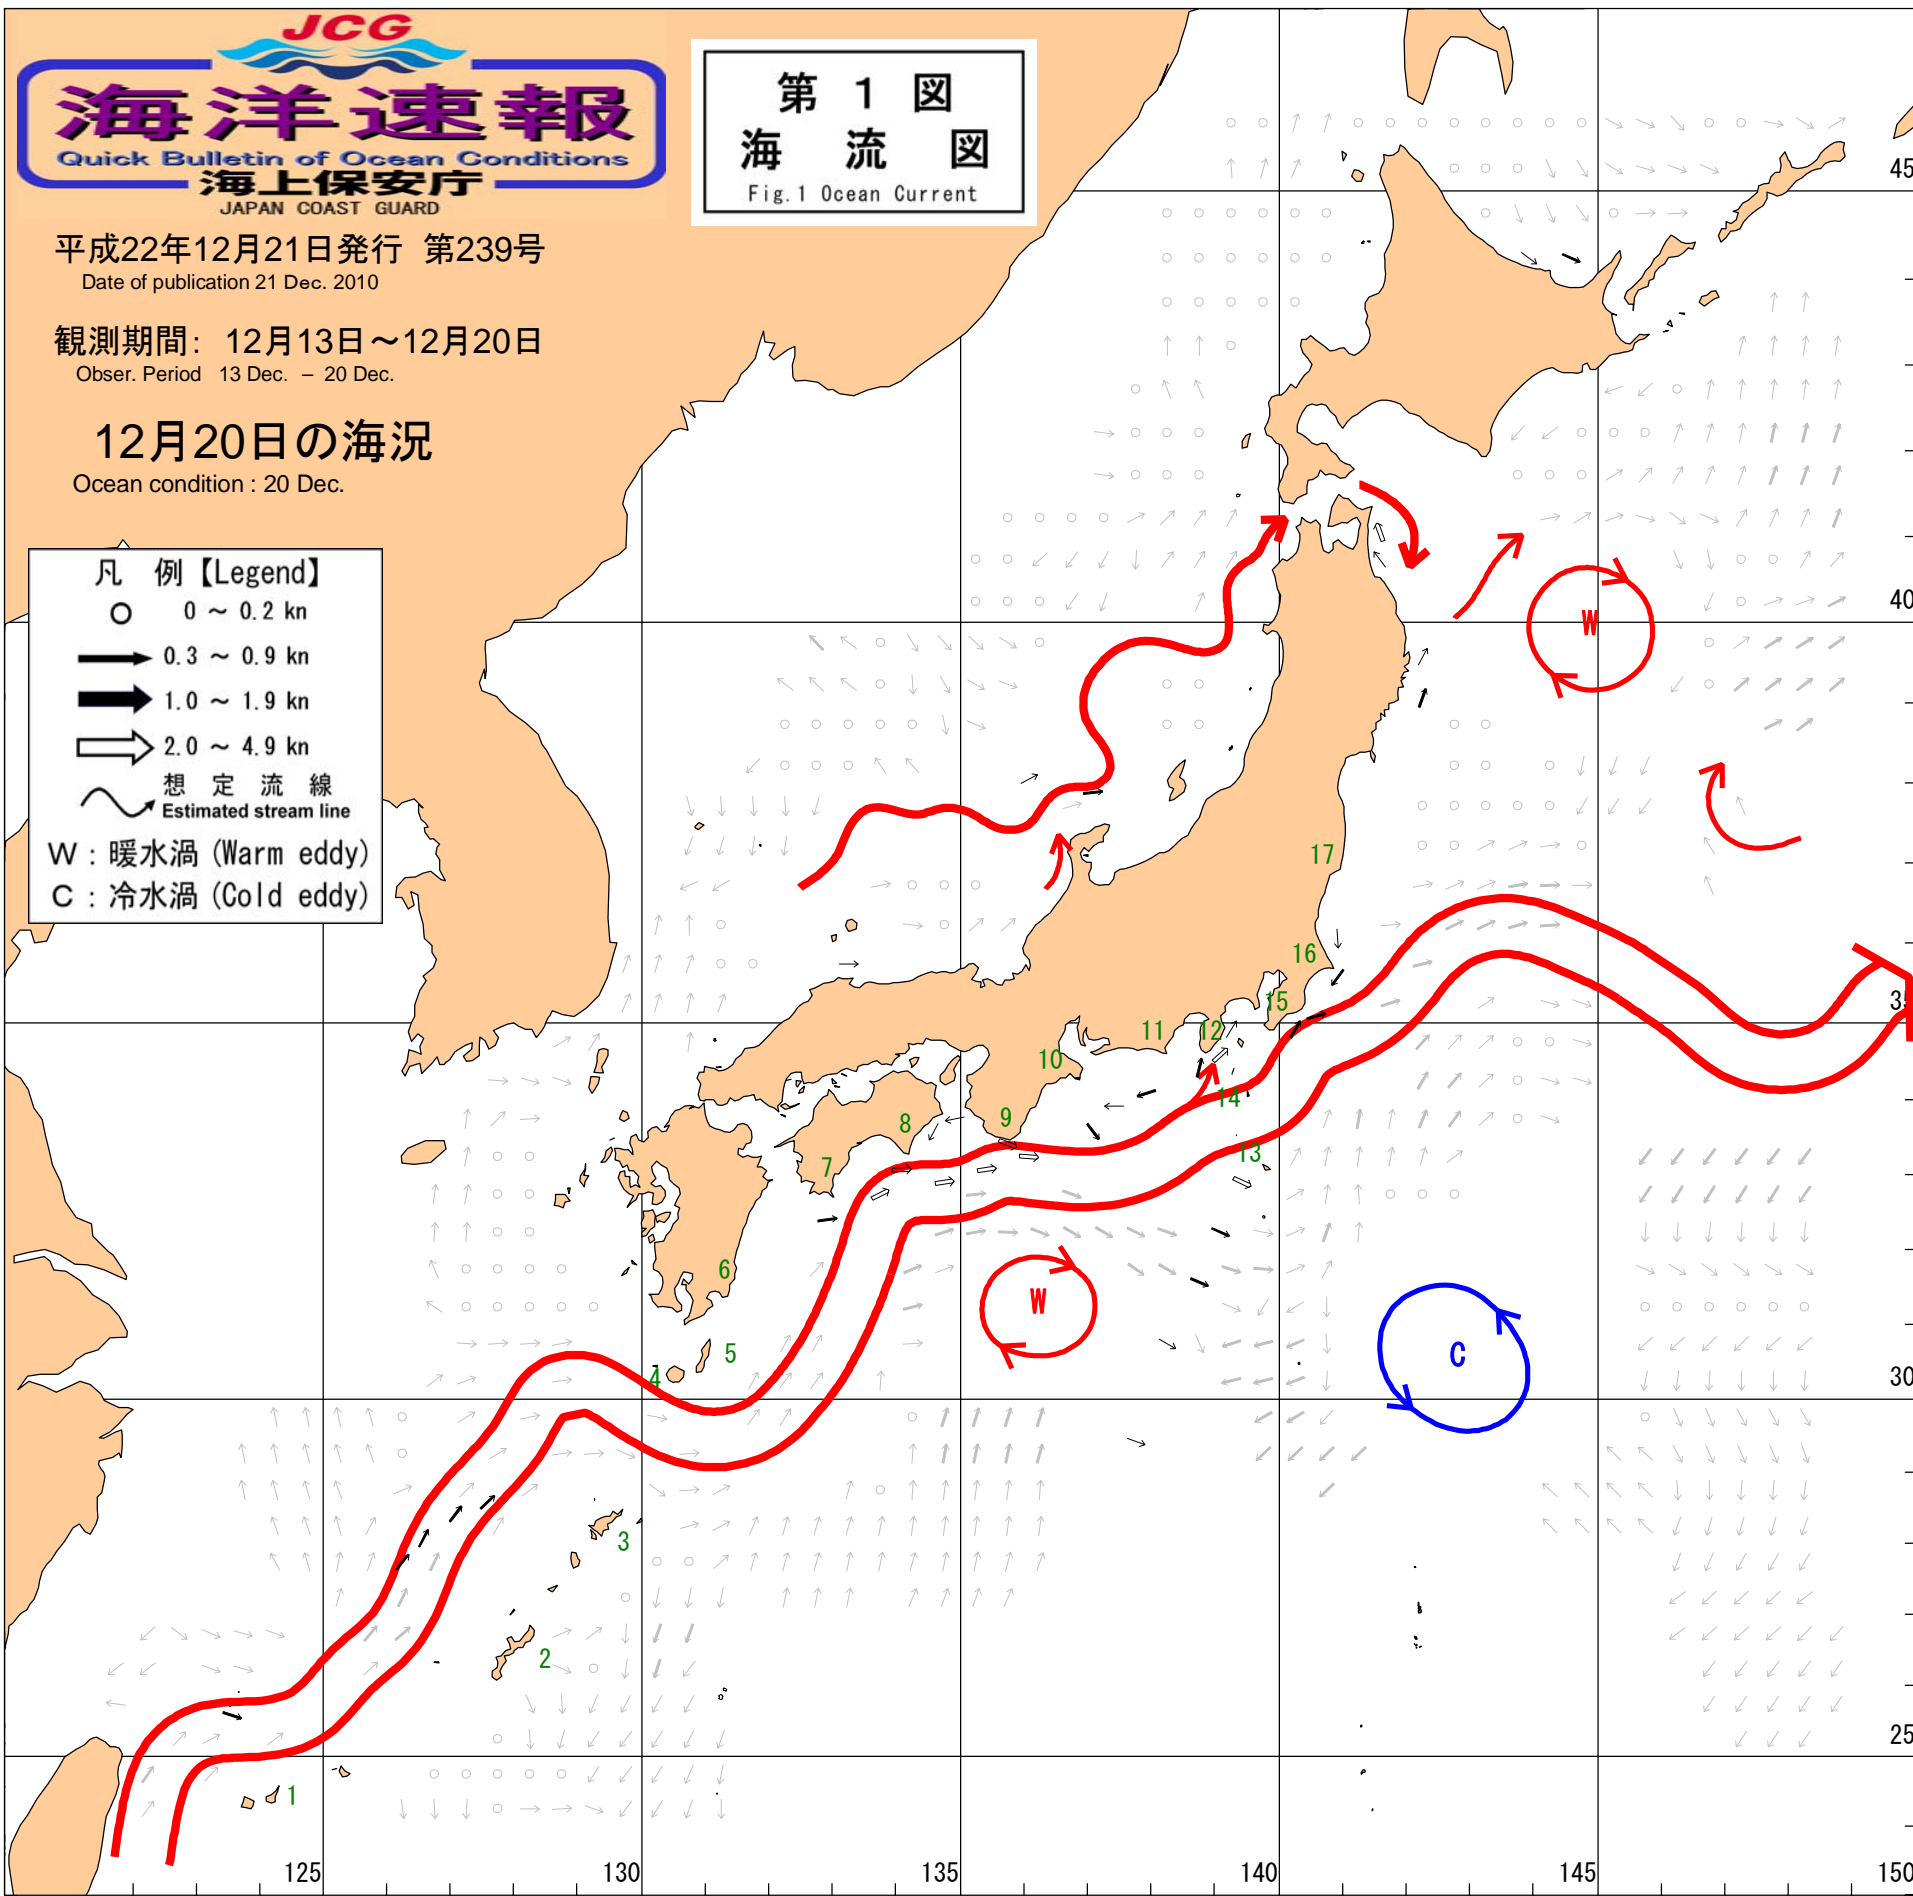 JCG
海洋速報
Quick Bulletin of Ocean Conditions
海上保安庁
JAPAN COAST GUARD
第 1 図
海 流 図
Fig.1 Ocean Current
平成22年12月21日発行 第239号
Date of publication 21 Dec. 2010
観測期間: 12月13日～12月20日
Obser. Period 13 Dec. – 20 Dec.
12月20日の海況
Ocean condition : 20 Dec.
凡 例【Legend】
0 ～ 0.2 kn
0.3 ～ 0.9 kn
1.0 ～ 1.9 kn
2.0 ～ 4.9 kn
想 定 流 線
Estimated stream line
W : 暖水渦 (Warm eddy)
C : 冷水渦 (Cold eddy)
45
40
W
17
16
15
35
11
12
10
14
9
8
13
7
6
W
5
C
4
30
3
2
25
1
125
130
135
140
145
150